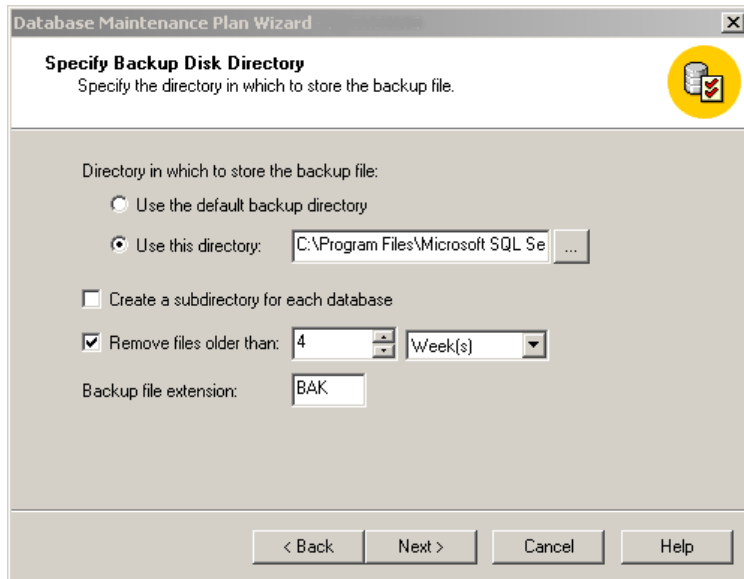 Database Maintenance Plan Wizard
Specify Backup Disk Directory
Specify the directory in which to store the backup file.
Directory in which to store the backup file:
Use the default backup directory
Use this directory: C:\Program Files\Microsoft SQL Se ...
Create a subdirectory for each database
Remove files older than: 4 Week(s)
Backup file extension: BAK
< Back Next > Cancel Help